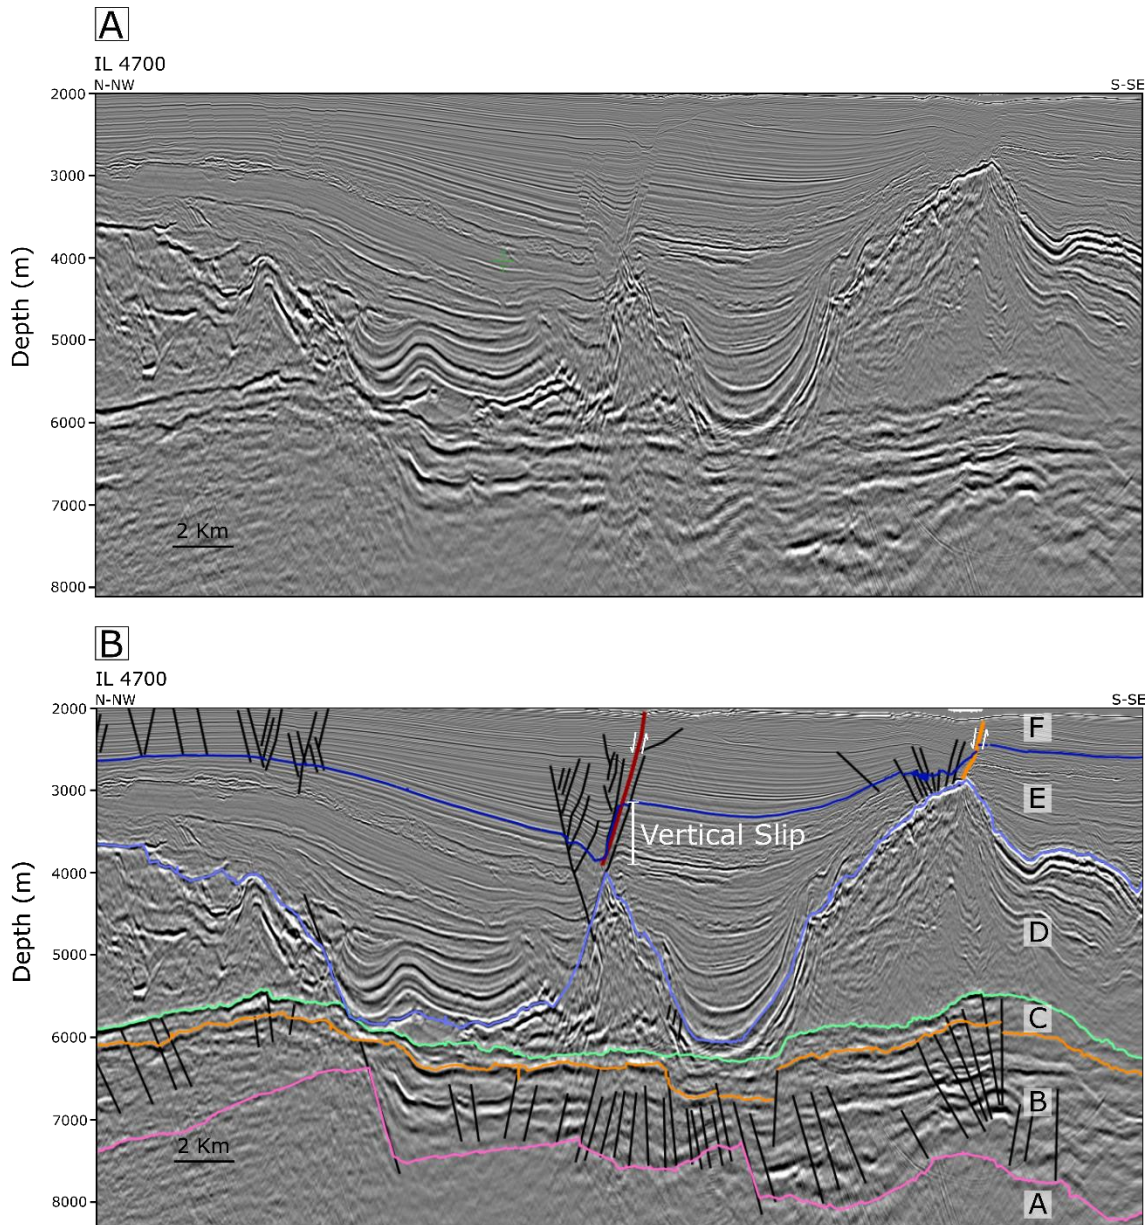 A
IL 4700
N-NW
S-SE
2000
3000
4000
5000
6000
7000
8000
Depth (m)
2 Km
B
IL 4700
N-NW
S-SE
2000
3000
4000
5000
6000
7000
8000
Depth (m)
Vertical Slip
F
E
D
C
B
A
2 Km